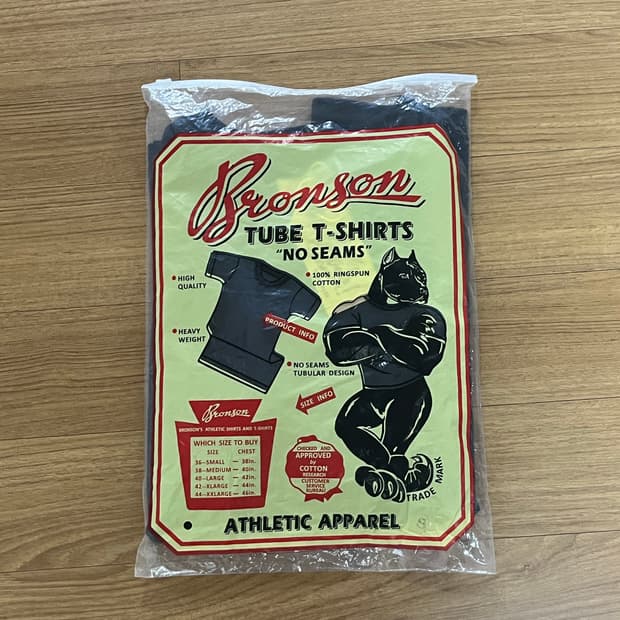 Bronson
TUBE T-SHIRTS
"NO SEAMS"
HIGH
QUALITY
100% RINGSPUN
COTTON
PRODUCT INFO
HEAVY
WEIGHT
NO SEAMS
TUBULAR DESIGN
SIZE INFO
Bronson
BRONSON'S ATHLETIC SHIRTS AND T-SHIRTS
WHICH SIZE TO BUY
SIZE CHEST
36-SMALL — 38in.
38-MEDIUM — 40in.
40-LARGE — 42in.
42-XLARGE — 44in.
44-XXLARGE — 46in.
CHECKED AND
APPROVED
by
COTTON
RESEARCH
CUSTOMER
SERVICE
BUREAU
TRADE MARK
ATHLETIC APPAREL